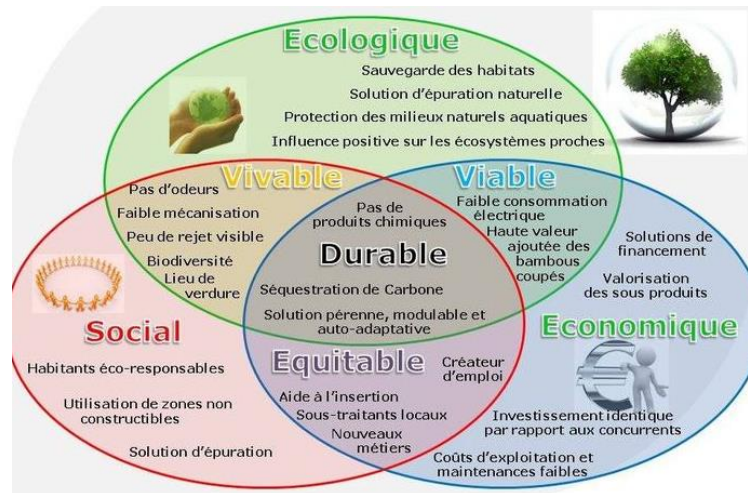 Ecologique
Sauvegarde des habitats
Solution d'épuration naturelle
Protection des milieux naturels aquatiques
Influence positive sur les écosystèmes proches
Vivable
Pas d'odeurs
Faible mécanisation
Peu de rejet visible
Biodiversité
Lieu de
verdure
Viable
Faible consommation
électrique
Haute valeur
ajoutée des
bambous
coupés
Pas de
produits chimiques
Durable
Séquestration de Carbone
Solution pérenne, modulable et
auto-adaptative
Solutions de
financement
Valorisation
des sous produits
Social
Habitants éco-responsables
Utilisation de zones non
constructibles
Solution d'épuration
Equitable
Créateur
d'emploi
Aide à l'insertion
Sous-traitants locaux
Nouveaux
métiers
Economique
Investissement identique
par rapport aux concurrents
Coûts d'exploitation et
maintenances faibles